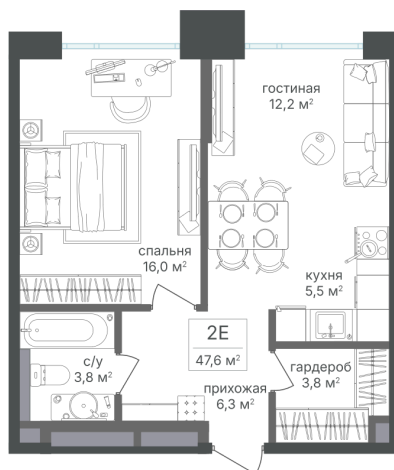 гостиная
12,2 м²
спальня
16,0 м²
кухня
5,5 м²
2Е
47,6 м²
с/у
3,8 м²
гардероб
3,8 м²
прихожая
6,3 м²